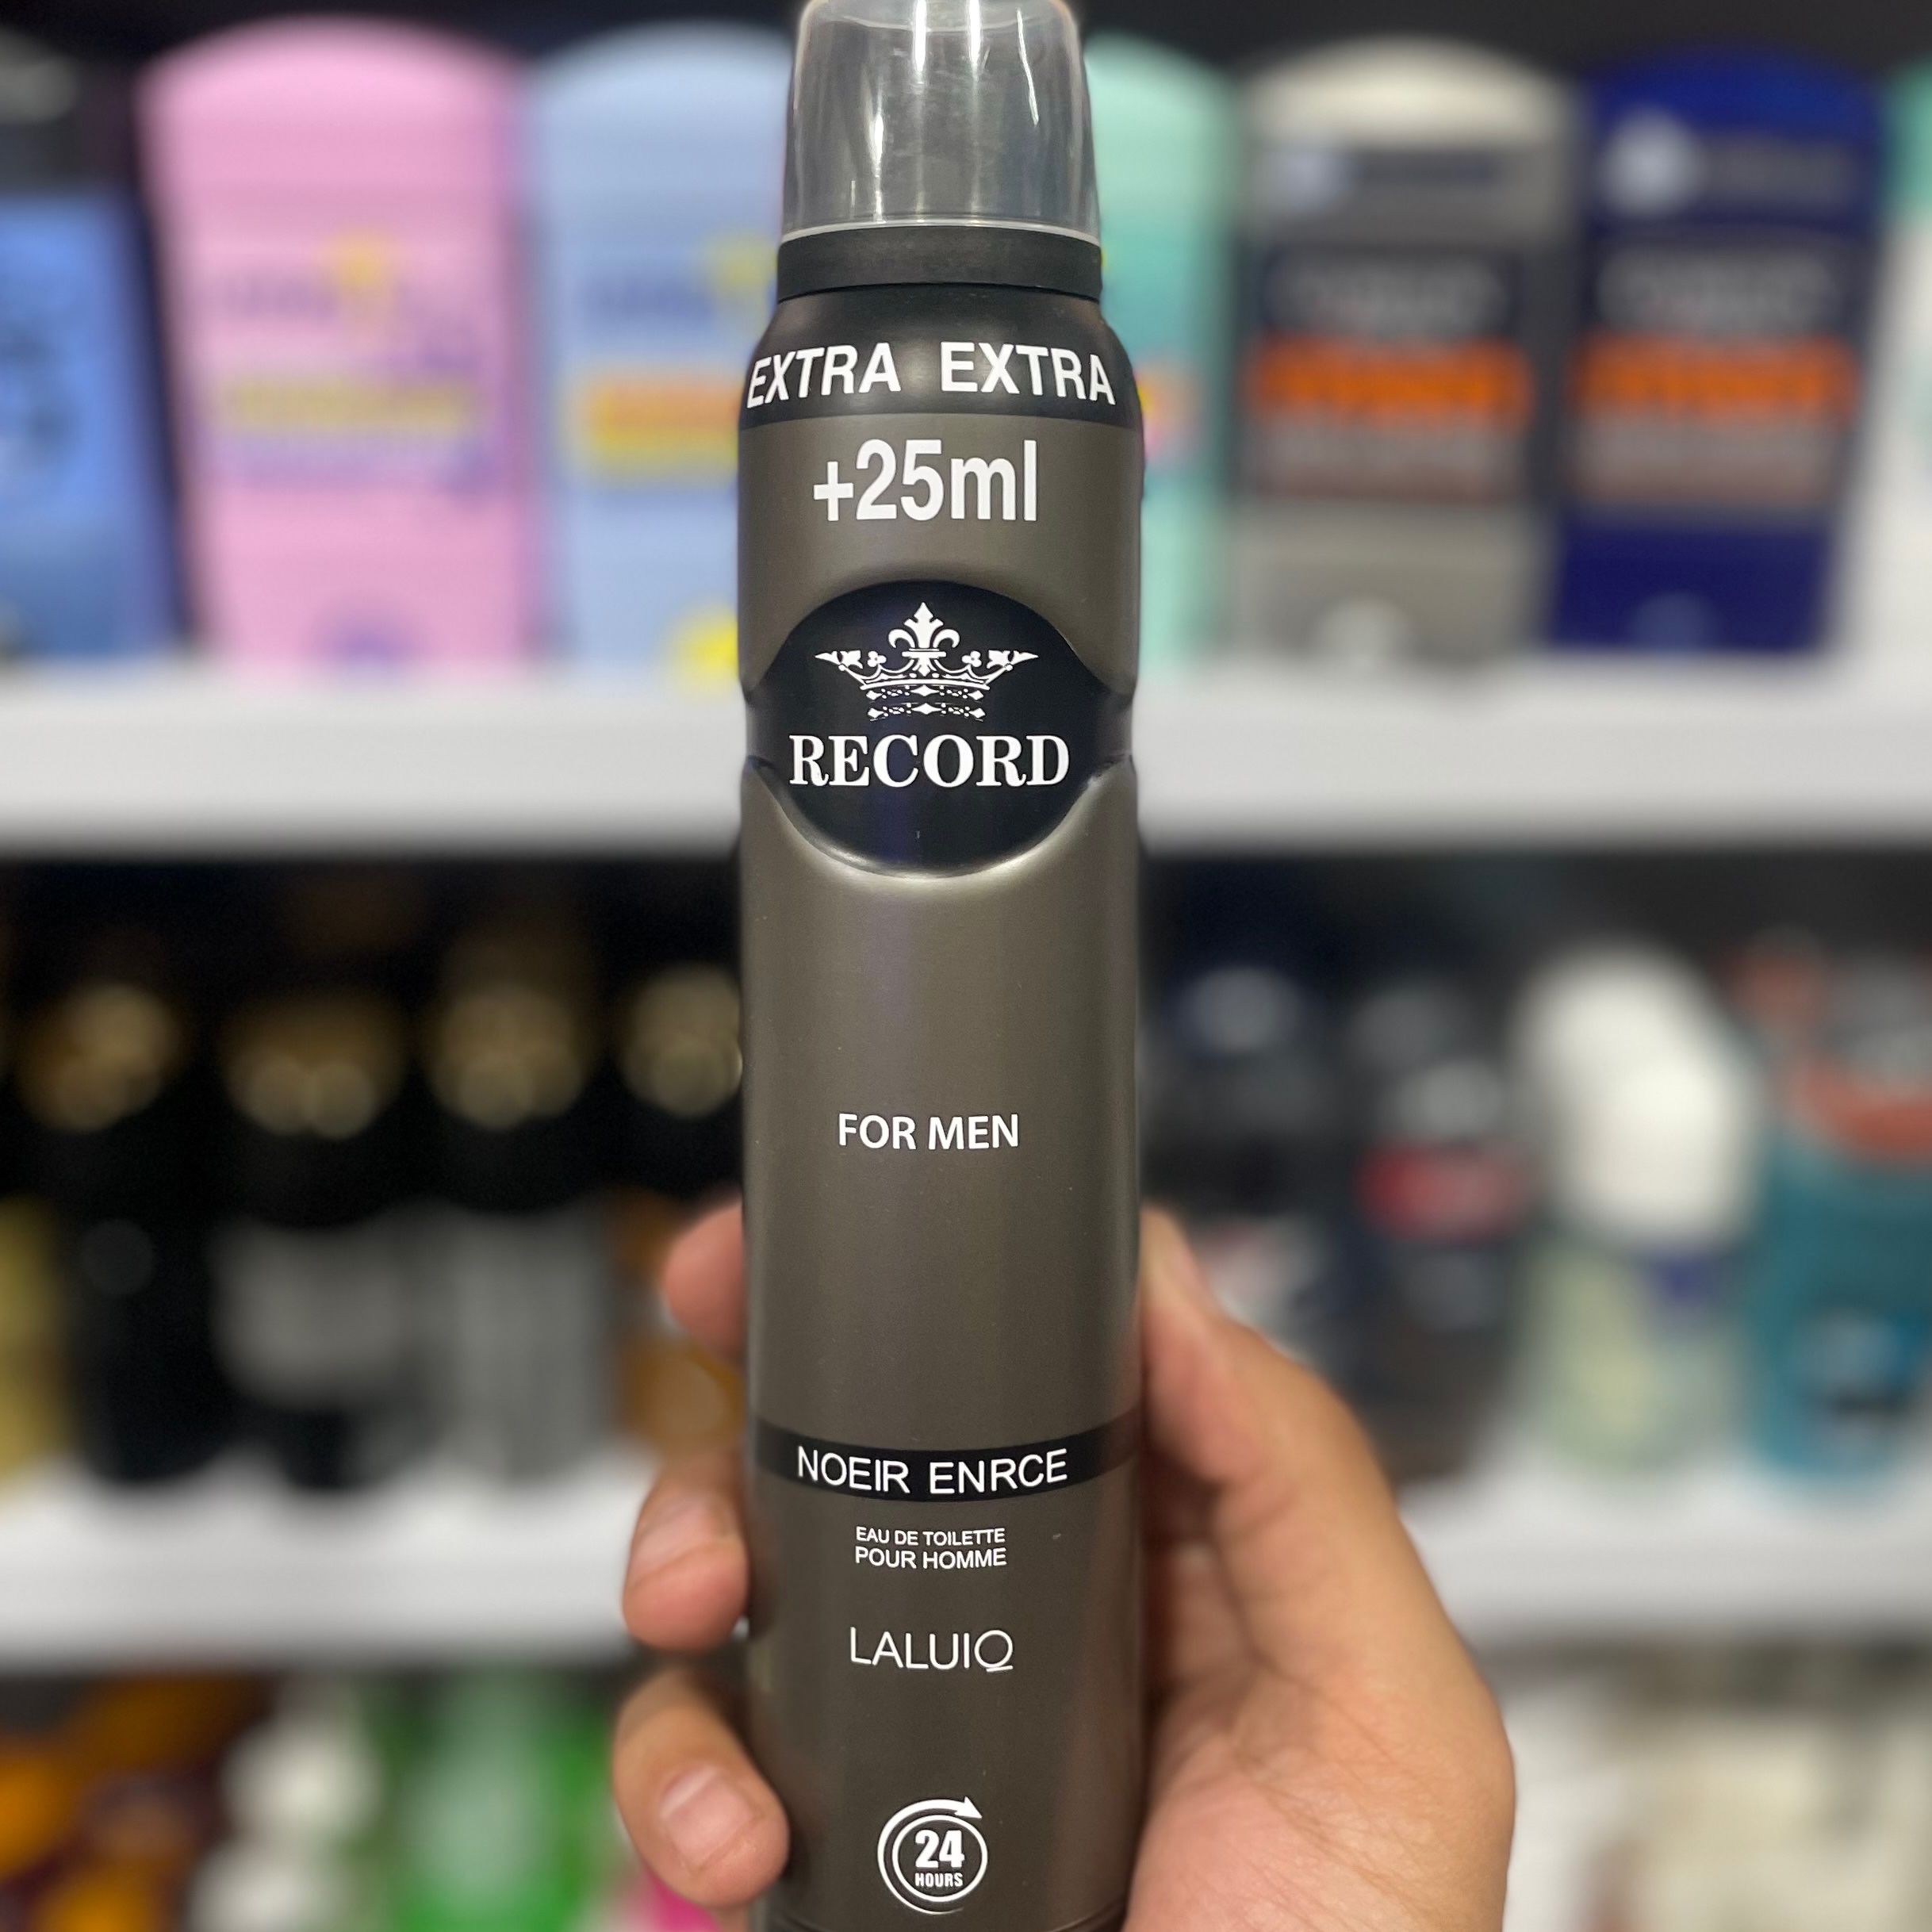 EXTRA EXTRA
+25ml
RECORD
FOR MEN
NOEIR ENRCE
EAU DE TOILETTE
POUR HOMME
LALUIQ
24
HOURS